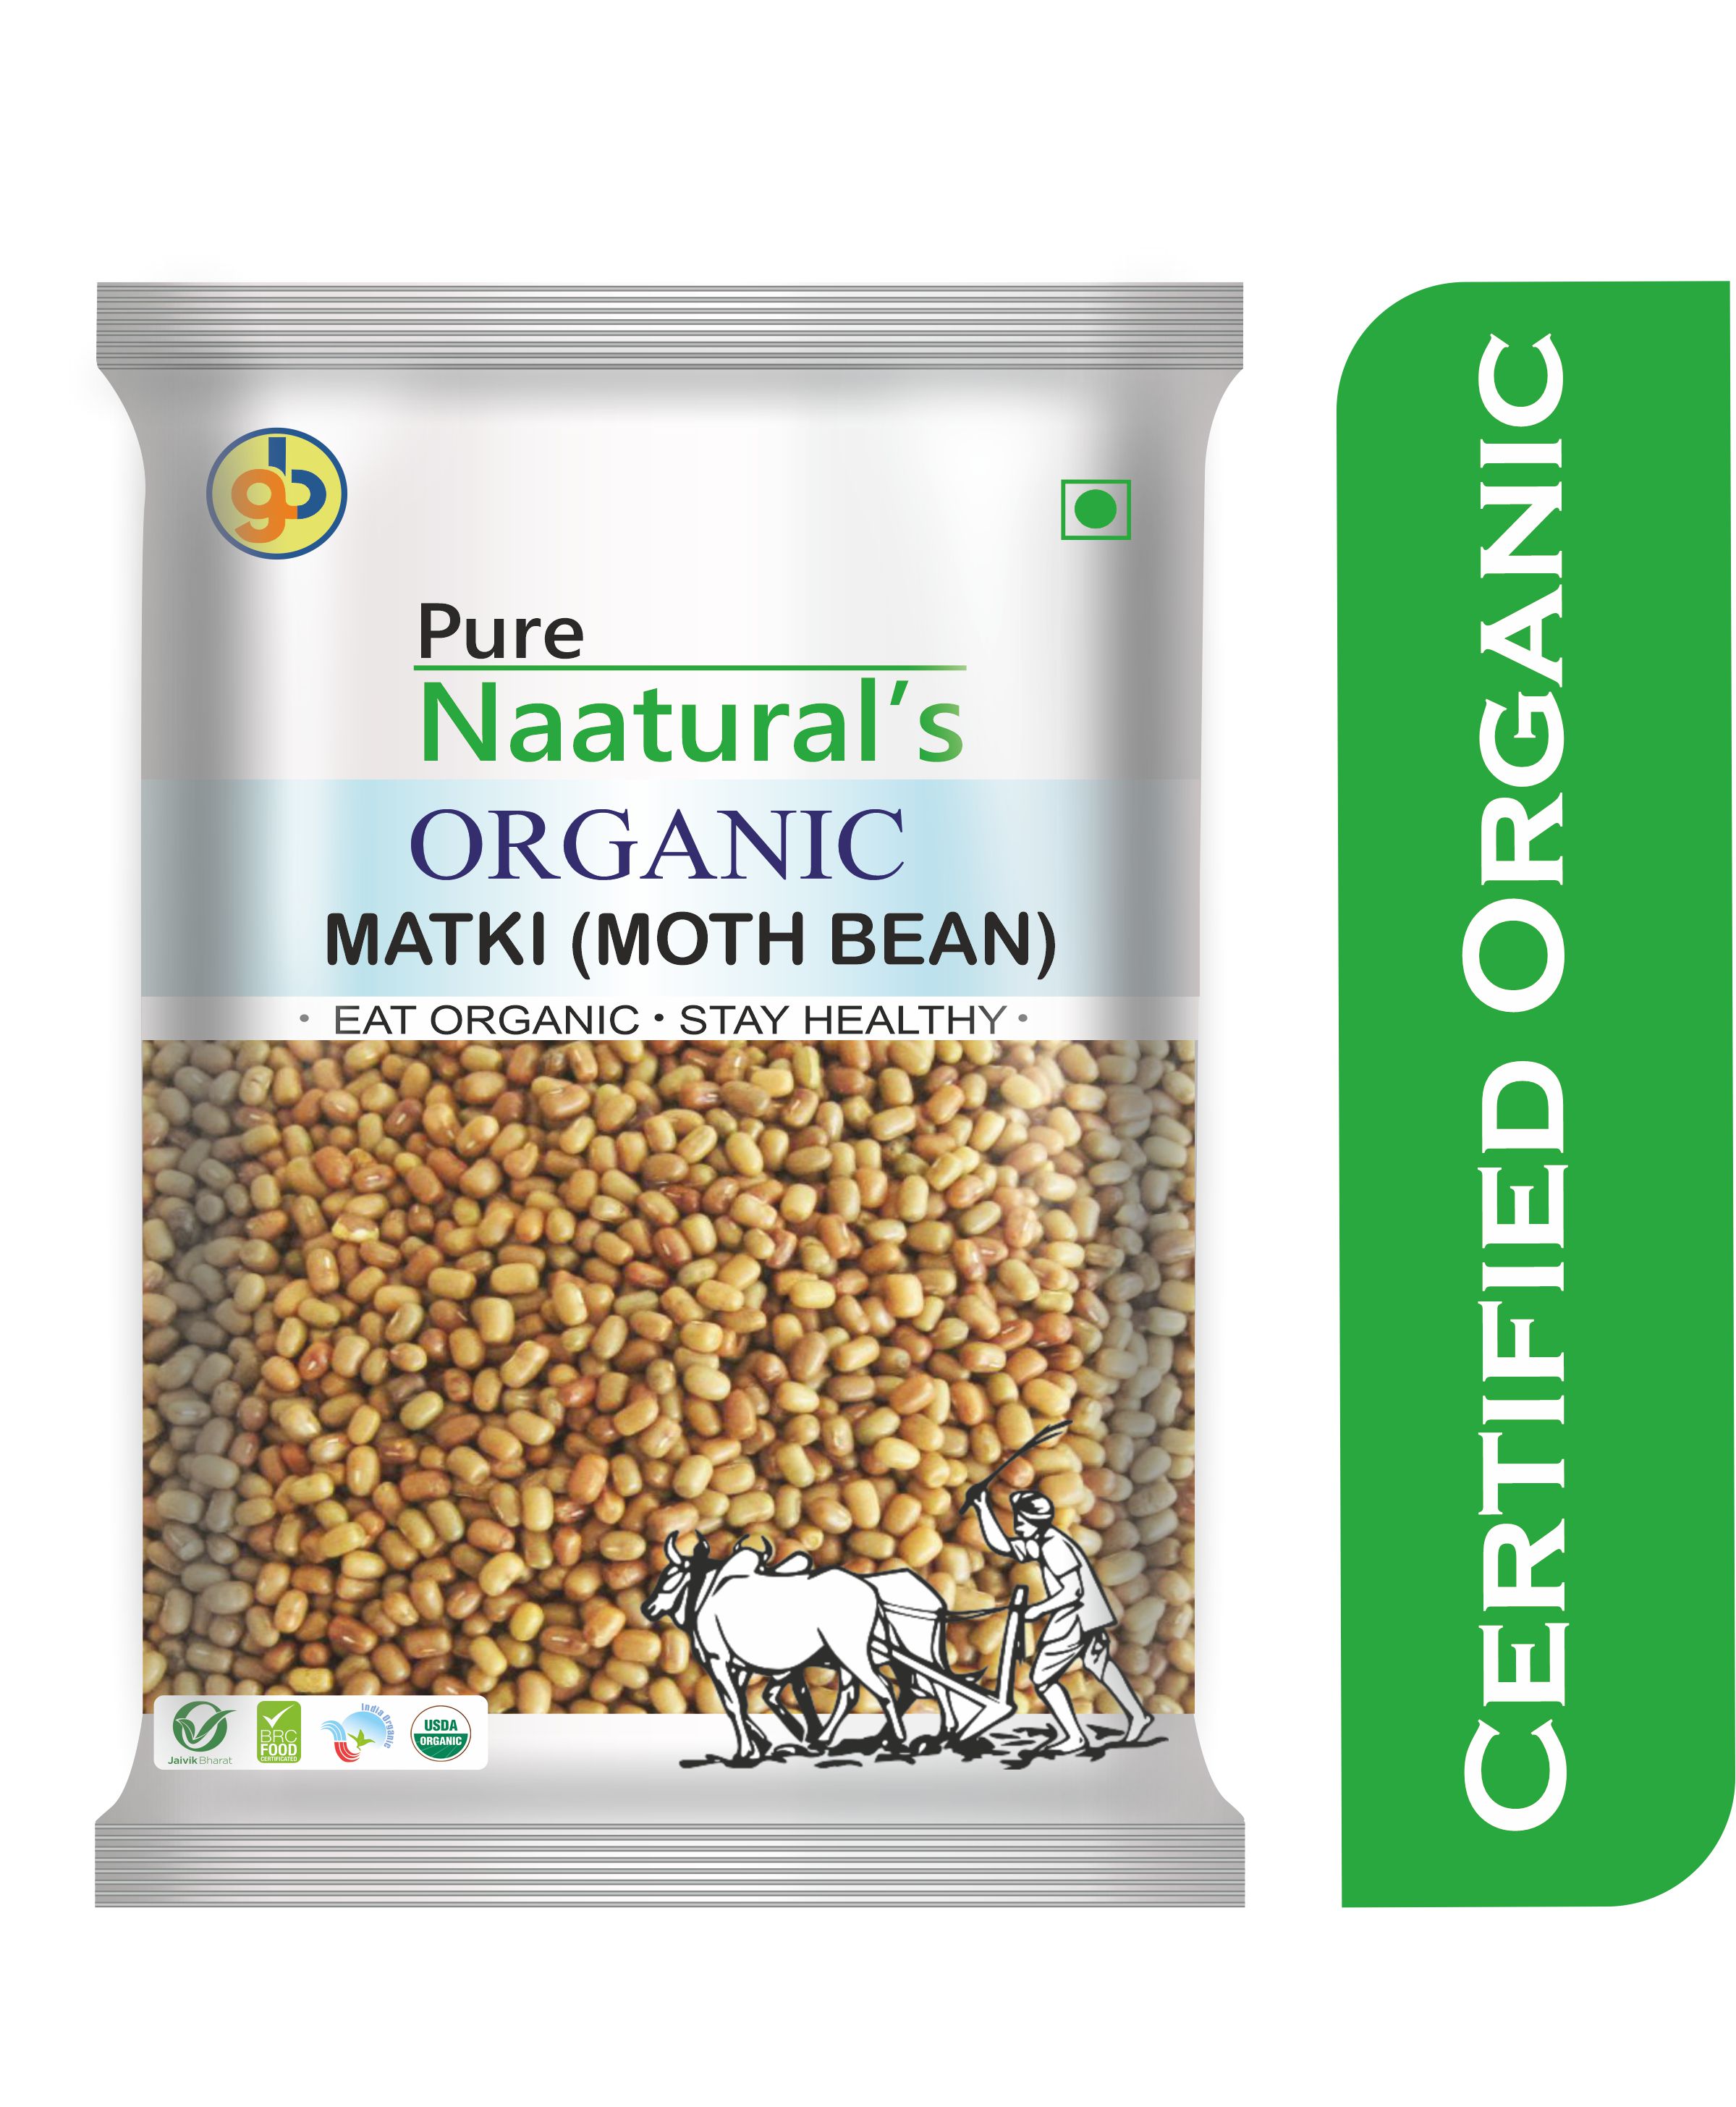 gb
Pure
Naatural's
ORGANIC
MATKI (MOTH BEAN)
• EAT ORGANIC • STAY HEALTHY •
Jaivik Bharat
BRC
FOOD
CERTIFICATED
India Organic
USDA
ORGANIC
CERTIFIED ORGANIC